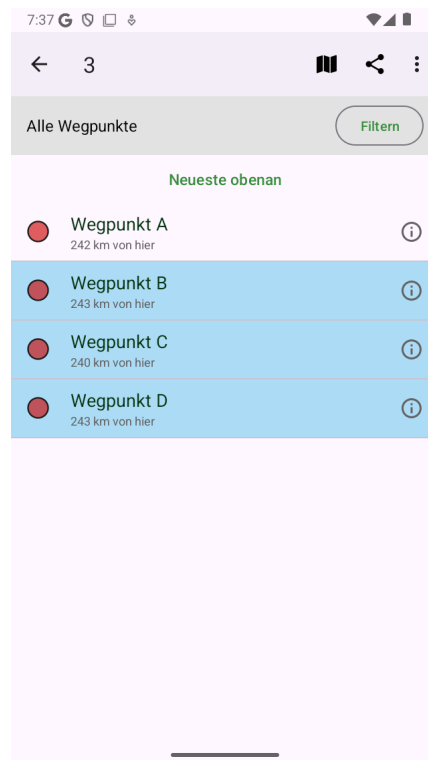 7:37
3
Alle Wegpunkte
Filtern
Neueste obenan
Wegpunkt A
242 km von hier
Wegpunkt B
243 km von hier
Wegpunkt C
240 km von hier
Wegpunkt D
243 km von hier